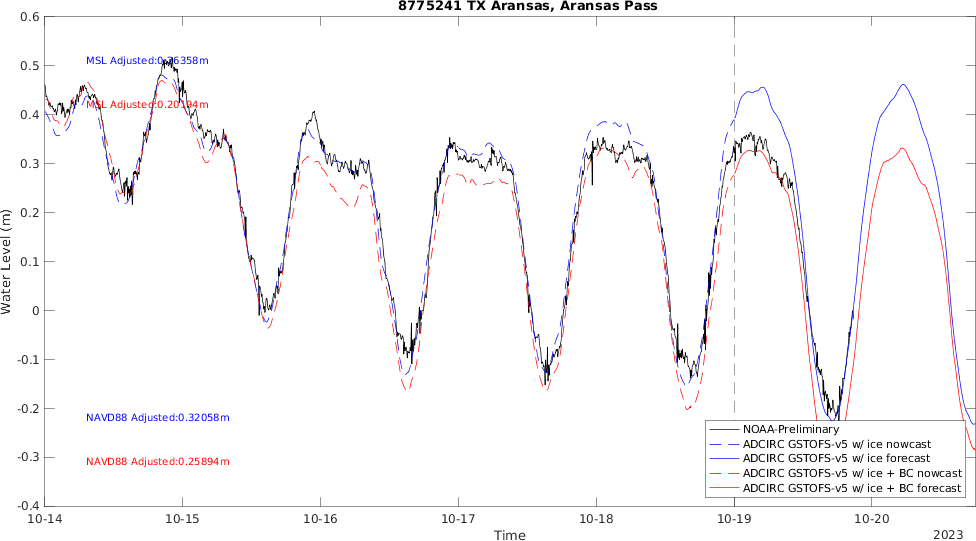 8775241 TX Aransas, Aransas Pass
0.6
0.5
0.4
0.3
0.2
0.1
0
-0.1
-0.2
-0.3
-0.4
Water Level (m)
MSL Adjusted:0.26358m
MSL Adjusted:0.20194m
NAVD88 Adjusted:0.32058m
NAVD88 Adjusted:0.25894m
NOAA-Preliminary
ADCIRC GSTOFS-v5 w/ ice nowcast
ADCIRC GSTOFS-v5 w/ ice forecast
ADCIRC GSTOFS-v5 w/ ice + BC nowcast
ADCIRC GSTOFS-v5 w/ ice + BC forecast
10-14 10-15 10-16 10-17 10-18 10-19 10-20
Time
2023